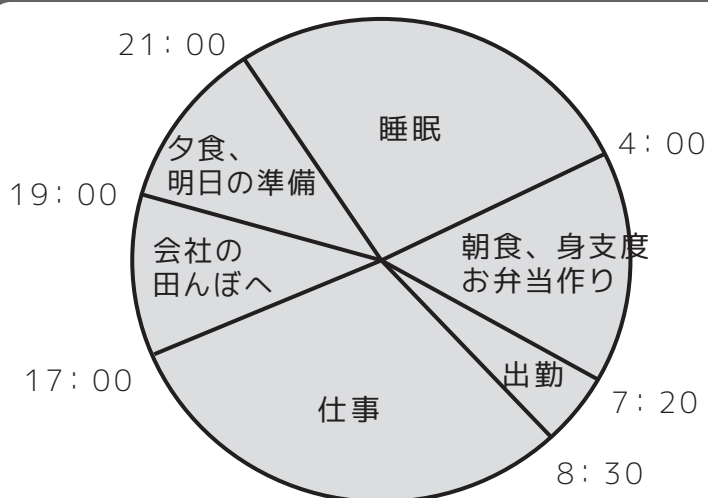 21：00
睡眠
4：00
夕食、
明日の準備
19：00
会社の
田んぼへ
朝食、身支度
お弁当作り
17：00
仕事
出勤
7：20
8：30